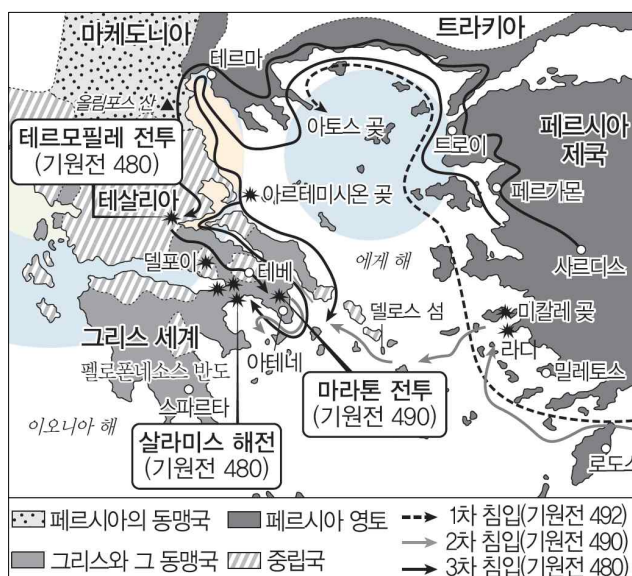 마케도니아
트라키아
테르마
올림포스 산
아토스 곶
트로이
페르시아
제국
테르모필레 전투
(기원전 480)
테살리아
아르테미시온 곶
페르가몬
사르디스
에게 해
델포이
테베
델로스 섬
미칼레 곶
라디
그리스 세계
펠로폰네소스 반도
아테네
마라톤 전투
(기원전 490)
밀레토스
스파르타
이오니아 해
살라미스 해전
(기원전 480)
로도스
페르시아의 동맹국
페르시아 영토
1차 침입(기원전 492)
그리스와 그 동맹국
중립국
2차 침입(기원전 490)
3차 침입(기원전 480)